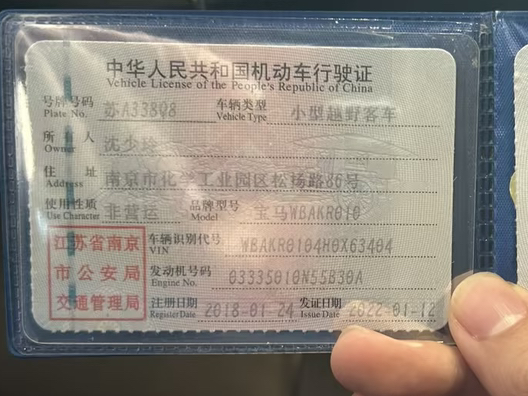 中华人民共和国机动车行驶证
Vehicle License of the People's Republic of China
号牌号码 苏A33898 车辆类型 小型越野客车
Plate No. Vehicle Type
所有人 沈少
Owner
住址 南京市化学工业园区松杨路86号
Address
使用性质 非营运 品牌型号 宝马WBAKR010
Use Character Model
江苏省南京 车辆识别代号 WBAKR0104H0X63404
VIN
市公安局 发动机号码 03335010N55B30A
Engine No.
交通管理局 注册日期 2018-01-24 发证日期 2022-01-12
Register Date Issue Date